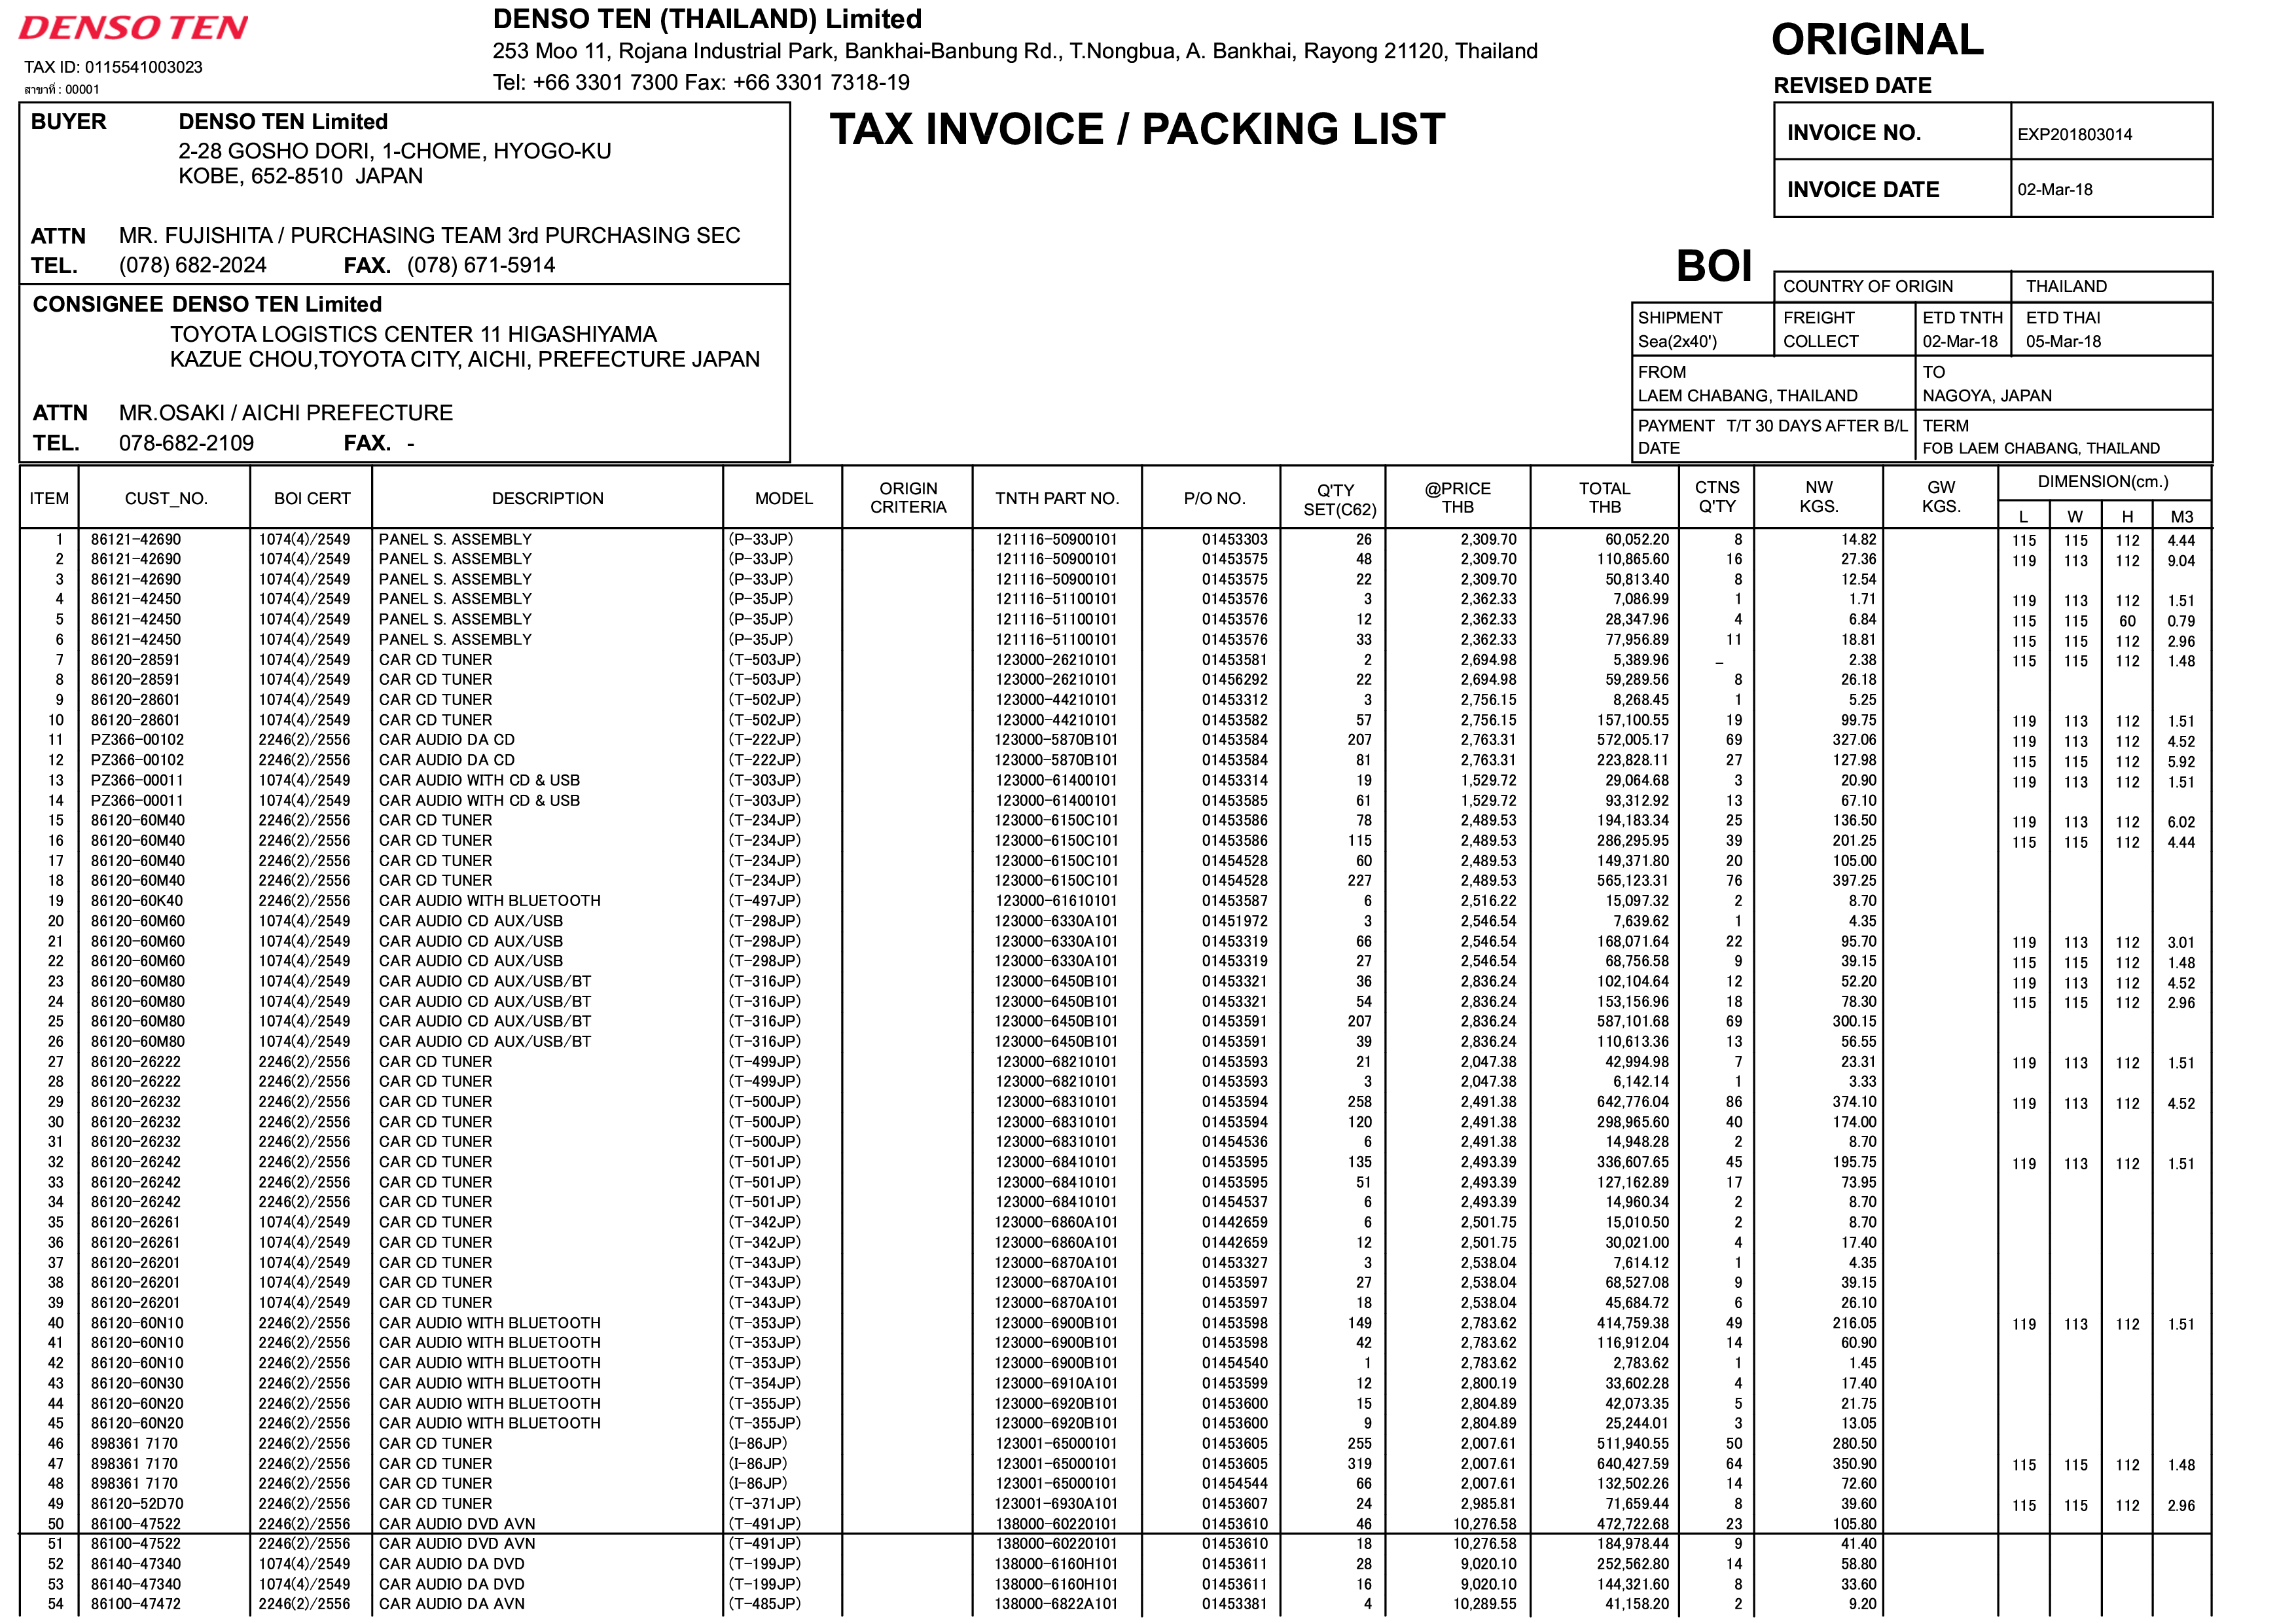 DENSO TEN
TAX ID: 0115541003023
สาขาที่ : 00001
DENSO TEN (THAILAND) Limited
253 Moo 11, Rojana Industrial Park, Bankhai-Banbung Rd., T.Nongbua, A. Bankhai, Rayong 21120, Thailand
Tel: +66 3301 7300 Fax: +66 3301 7318-19
ORIGINAL
REVISED DATE
TAX INVOICE / PACKING LIST
INVOICE NO. EXP201803014
INVOICE DATE 02-Mar-18
BUYER DENSO TEN Limited
2-28 GOSHO DORI, 1-CHOME, HYOGO-KU
KOBE, 652-8510 JAPAN
ATTN MR. FUJISHITA / PURCHASING TEAM 3rd PURCHASING SEC
TEL. (078) 682-2024 FAX. (078) 671-5914
CONSIGNEE DENSO TEN Limited
TOYOTA LOGISTICS CENTER 11 HIGASHIYAMA
KAZUE CHOU,TOYOTA CITY, AICHI, PREFECTURE JAPAN
ATTN MR.OSAKI / AICHI PREFECTURE
TEL. 078-682-2109 FAX. -
BOI
COUNTRY OF ORIGIN THAILAND
SHIPMENT FREIGHT ETD TNTH ETD THAI
Sea(2x40') COLLECT 02-Mar-18 05-Mar-18
FROM TO
LAEM CHABANG, THAILAND NAGOYA, JAPAN
PAYMENT T/T 30 DAYS AFTER B/L TERM
DATE FOB LAEM CHABANG, THAILAND
ITEM CUST_NO. BOI CERT DESCRIPTION MODEL ORIGIN CRITERIA TNTH PART NO. P/O NO. Q'TY SET(C62) @PRICE THB TOTAL THB CTNS Q'TY NW KGS. GW KGS. DIMENSION(cm.)
L W H M3
1 86121-42690 1074(4)/2549 PANEL S. ASSEMBLY (P-33JP) 121116-50900101 01453303 26 2,309.70 60,052.20 8 14.82 115 115 112 4.44
2 86121-42690 1074(4)/2549 PANEL S. ASSEMBLY (P-33JP) 121116-50900101 01453575 48 2,309.70 110,865.60 16 27.36 119 113 112 9.04
3 86121-42690 1074(4)/2549 PANEL S. ASSEMBLY (P-33JP) 121116-50900101 01453575 22 2,309.70 50,813.40 8 12.54
4 86121-42450 1074(4)/2549 PANEL S. ASSEMBLY (P-35JP) 121116-51100101 01453576 3 2,362.33 7,086.99 1 1.71 119 113 112 1.51
5 86121-42450 1074(4)/2549 PANEL S. ASSEMBLY (P-35JP) 121116-51100101 01453576 12 2,362.33 28,347.96 4 6.84 115 115 60 0.79
6 86121-42450 1074(4)/2549 PANEL S. ASSEMBLY (P-35JP) 121116-51100101 01453576 33 2,362.33 77,956.89 11 18.81 115 115 112 2.96
7 86120-28591 1074(4)/2549 CAR CD TUNER (T-503JP) 123000-26210101 01453581 2 2,694.98 5,389.96 – 2.38 115 115 112 1.48
8 86120-28591 1074(4)/2549 CAR CD TUNER (T-503JP) 123000-26210101 01456292 22 2,694.98 59,289.56 8 26.18
9 86120-28601 1074(4)/2549 CAR CD TUNER (T-502JP) 123000-44210101 01453312 3 2,756.15 8,268.45 1 5.25
10 86120-28601 1074(4)/2549 CAR CD TUNER (T-502JP) 123000-44210101 01453582 57 2,756.15 157,100.55 19 99.75 119 113 112 1.51
11 PZ366-00102 2246(2)/2556 CAR AUDIO DA CD (T-222JP) 123000-5870B101 01453584 207 2,763.31 572,005.17 69 327.06 119 113 112 4.52
12 PZ366-00102 2246(2)/2556 CAR AUDIO DA CD (T-222JP) 123000-5870B101 01453584 81 2,763.31 223,828.11 27 127.98 115 115 112 5.92
13 PZ366-00011 1074(4)/2549 CAR AUDIO WITH CD & USB (T-303JP) 123000-61400101 01453314 19 1,529.72 29,064.68 3 20.90 119 113 112 1.51
14 PZ366-00011 1074(4)/2549 CAR AUDIO WITH CD & USB (T-303JP) 123000-61400101 01453585 61 1,529.72 93,312.92 13 67.10
15 86120-60M40 2246(2)/2556 CAR CD TUNER (T-234JP) 123000-6150C101 01453586 78 2,489.53 194,183.34 25 136.50 119 113 112 6.02
16 86120-60M40 2246(2)/2556 CAR CD TUNER (T-234JP) 123000-6150C101 01453586 115 2,489.53 286,295.95 39 201.25 115 115 112 4.44
17 86120-60M40 2246(2)/2556 CAR CD TUNER (T-234JP) 123000-6150C101 01454528 60 2,489.53 149,371.80 20 105.00
18 86120-60M40 2246(2)/2556 CAR CD TUNER (T-234JP) 123000-6150C101 01454528 227 2,489.53 565,123.31 76 397.25
19 86120-60K40 2246(2)/2556 CAR AUDIO WITH BLUETOOTH (T-497JP) 123000-61610101 01453587 6 2,516.22 15,097.32 2 8.70
20 86120-60M60 1074(4)/2549 CAR AUDIO CD AUX/USB (T-298JP) 123000-6330A101 01451972 3 2,546.54 7,639.62 1 4.35
21 86120-60M60 1074(4)/2549 CAR AUDIO CD AUX/USB (T-298JP) 123000-6330A101 01453319 66 2,546.54 168,071.64 22 95.70 119 113 112 3.01
22 86120-60M60 1074(4)/2549 CAR AUDIO CD AUX/USB (T-298JP) 123000-6330A101 01453319 27 2,546.54 68,756.58 9 39.15 115 115 112 1.48
23 86120-60M80 1074(4)/2549 CAR AUDIO CD AUX/USB/BT (T-316JP) 123000-6450B101 01453321 36 2,836.24 102,104.64 12 52.20 119 113 112 4.52
24 86120-60M80 1074(4)/2549 CAR AUDIO CD AUX/USB/BT (T-316JP) 123000-6450B101 01453321 54 2,836.24 153,156.96 18 78.30 115 115 112 2.96
25 86120-60M80 1074(4)/2549 CAR AUDIO CD AUX/USB/BT (T-316JP) 123000-6450B101 01453591 207 2,836.24 587,101.68 69 300.15
26 86120-60M80 1074(4)/2549 CAR AUDIO CD AUX/USB/BT (T-316JP) 123000-6450B101 01453591 39 2,836.24 110,613.36 13 56.55
27 86120-26222 2246(2)/2556 CAR CD TUNER (T-499JP) 123000-68210101 01453593 21 2,047.38 42,994.98 7 23.31 119 113 112 1.51
28 86120-26222 2246(2)/2556 CAR CD TUNER (T-499JP) 123000-68210101 01453593 3 2,047.38 6,142.14 1 3.33
29 86120-26232 2246(2)/2556 CAR CD TUNER (T-500JP) 123000-68310101 01453594 258 2,491.38 642,776.04 86 374.10 119 113 112 4.52
30 86120-26232 2246(2)/2556 CAR CD TUNER (T-500JP) 123000-68310101 01453594 120 2,491.38 298,965.60 40 174.00
31 86120-26232 2246(2)/2556 CAR CD TUNER (T-500JP) 123000-68310101 01454536 6 2,491.38 14,948.28 2 8.70
32 86120-26242 2246(2)/2556 CAR CD TUNER (T-501JP) 123000-68410101 01453595 135 2,493.39 336,607.65 45 195.75 119 113 112 1.51
33 86120-26242 2246(2)/2556 CAR CD TUNER (T-501JP) 123000-68410101 01453595 51 2,493.39 127,162.89 17 73.95
34 86120-26242 2246(2)/2556 CAR CD TUNER (T-501JP) 123000-68410101 01454537 6 2,493.39 14,960.34 2 8.70
35 86120-26261 1074(4)/2549 CAR CD TUNER (T-342JP) 123000-6860A101 01442659 6 2,501.75 15,010.50 2 8.70
36 86120-26261 1074(4)/2549 CAR CD TUNER (T-342JP) 123000-6860A101 01442659 12 2,501.75 30,021.00 4 17.40
37 86120-26201 1074(4)/2549 CAR CD TUNER (T-343JP) 123000-6870A101 01453327 3 2,538.04 7,614.12 1 4.35
38 86120-26201 1074(4)/2549 CAR CD TUNER (T-343JP) 123000-6870A101 01453597 27 2,538.04 68,527.08 9 39.15
39 86120-26201 1074(4)/2549 CAR CD TUNER (T-343JP) 123000-6870A101 01453597 18 2,538.04 45,684.72 6 26.10
40 86120-60N10 2246(2)/2556 CAR AUDIO WITH BLUETOOTH (T-353JP) 123000-6900B101 01453598 149 2,783.62 414,759.38 49 216.05 119 113 112 1.51
41 86120-60N10 2246(2)/2556 CAR AUDIO WITH BLUETOOTH (T-353JP) 123000-6900B101 01453598 42 2,783.62 116,912.04 14 60.90
42 86120-60N10 2246(2)/2556 CAR AUDIO WITH BLUETOOTH (T-353JP) 123000-6900B101 01454540 1 2,783.62 2,783.62 1 1.45
43 86120-60N30 2246(2)/2556 CAR AUDIO WITH BLUETOOTH (T-354JP) 123000-6910A101 01453599 12 2,800.19 33,602.28 4 17.40
44 86120-60N20 2246(2)/2556 CAR AUDIO WITH BLUETOOTH (T-355JP) 123000-6920B101 01453600 15 2,804.89 42,073.35 5 21.75
45 86120-60N20 2246(2)/2556 CAR AUDIO WITH BLUETOOTH (T-355JP) 123000-6920B101 01453600 9 2,804.89 25,244.01 3 13.05
46 898361 7170 2246(2)/2556 CAR CD TUNER (I-86JP) 123001-65000101 01453605 255 2,007.61 511,940.55 50 280.50
47 898361 7170 2246(2)/2556 CAR CD TUNER (I-86JP) 123001-65000101 01453605 319 2,007.61 640,427.59 64 350.90 115 115 112 1.48
48 898361 7170 2246(2)/2556 CAR CD TUNER (I-86JP) 123001-65000101 01454544 66 2,007.61 132,502.26 14 72.60
49 86120-52D70 2246(2)/2556 CAR CD TUNER (T-371JP) 123001-6930A101 01453607 24 2,985.81 71,659.44 8 39.60 115 115 112 2.96
50 86100-47522 2246(2)/2556 CAR AUDIO DVD AVN (T-491JP) 138000-60220101 01453610 46 10,276.58 472,722.68 23 105.80
51 86100-47522 2246(2)/2556 CAR AUDIO DVD AVN (T-491JP) 138000-60220101 01453610 18 10,276.58 184,978.44 9 41.40
52 86140-47340 1074(4)/2549 CAR AUDIO DA DVD (T-199JP) 138000-6160H101 01453611 28 9,020.10 252,562.80 14 58.80
53 86140-47340 1074(4)/2549 CAR AUDIO DA DVD (T-199JP) 138000-6160H101 01453611 16 9,020.10 144,321.60 8 33.60
54 86100-47472 2246(2)/2556 CAR AUDIO DA AVN (T-485JP) 138000-6822A101 01453381 4 10,289.55 41,158.20 2 9.20